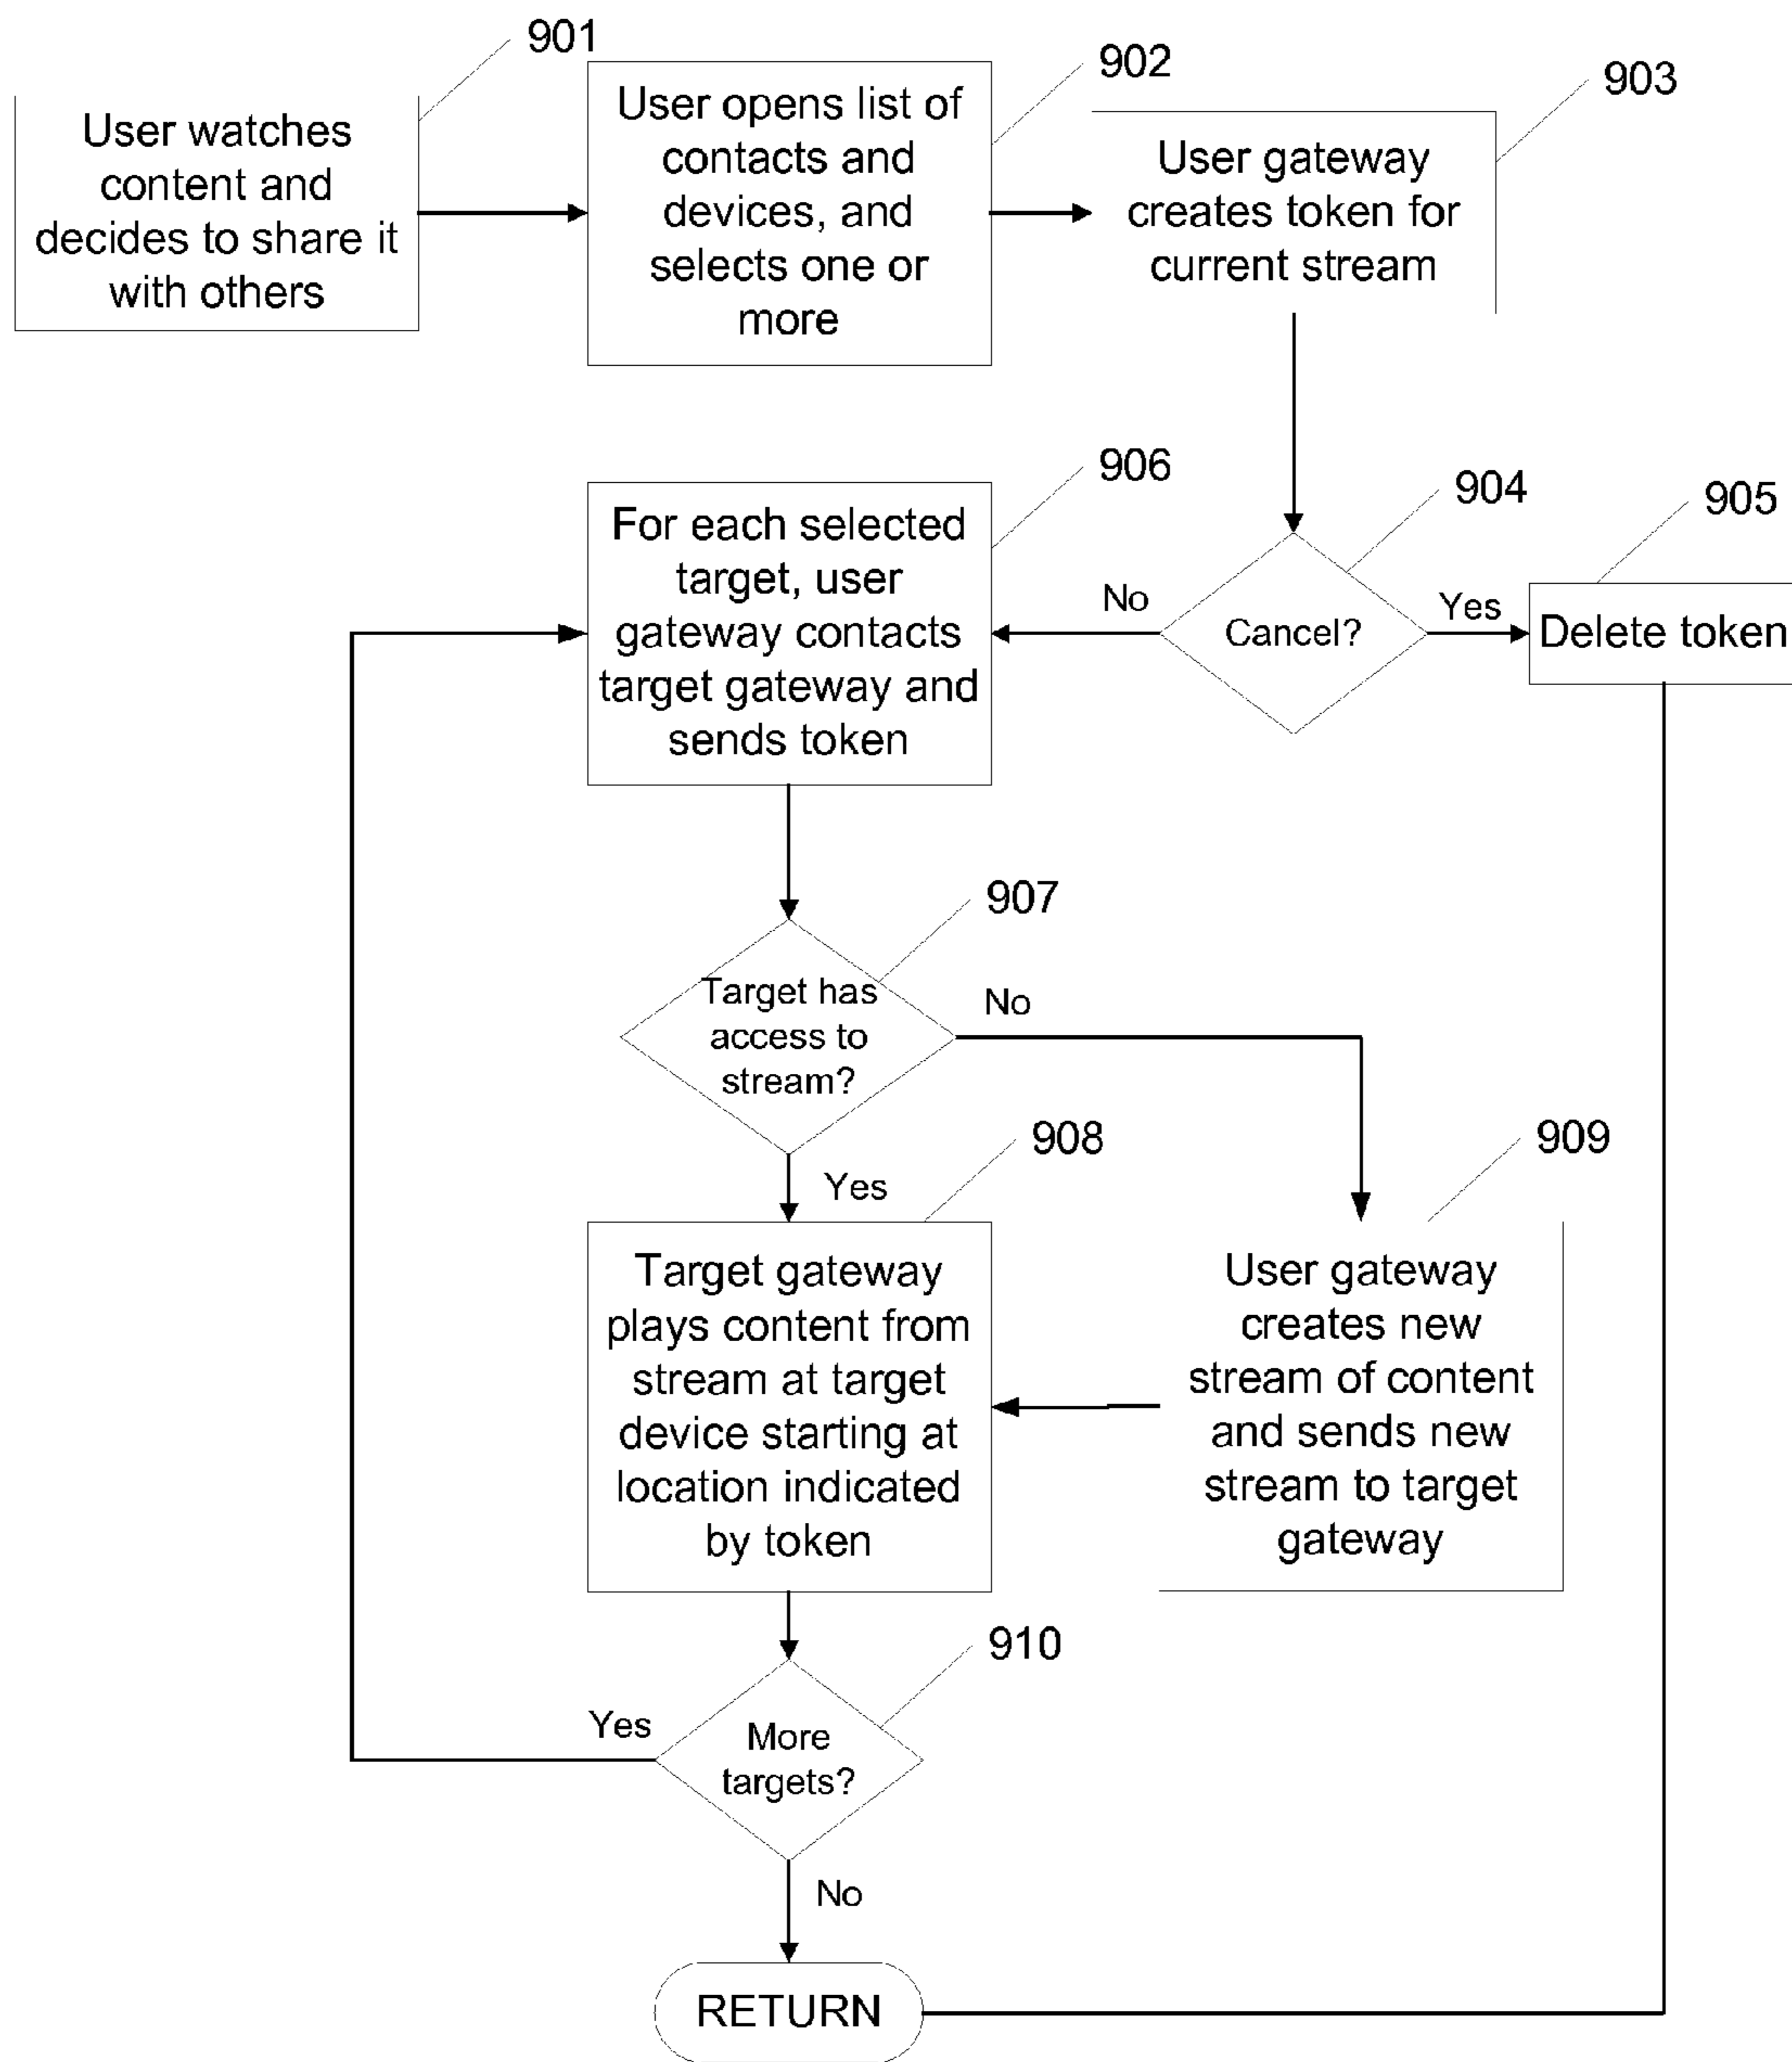 901
User watches
content and
decides to share it
with others
902
User opens list of
contacts and
devices, and
selects one or
more
903
User gateway
creates token for
current stream
904
Cancel?
No
Yes
905
Delete token
906
For each selected
target, user
gateway contacts
target gateway and
sends token
907
Target has
access to
stream?
No
Yes
908
Target gateway
plays content from
stream at target
device starting at
location indicated
by token
909
User gateway
creates new
stream of content
and sends new
stream to target
gateway
910
More
targets?
Yes
No
RETURN